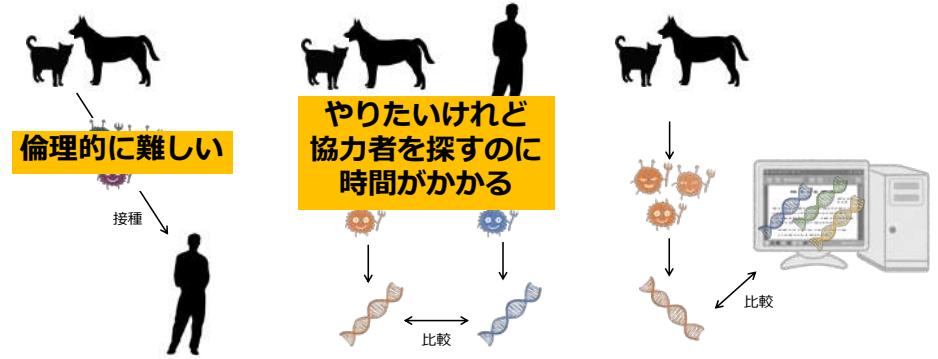 倫理的に難しい
接種
やりたいけれど
協力者を探すのに
時間がかかる
比較
比較